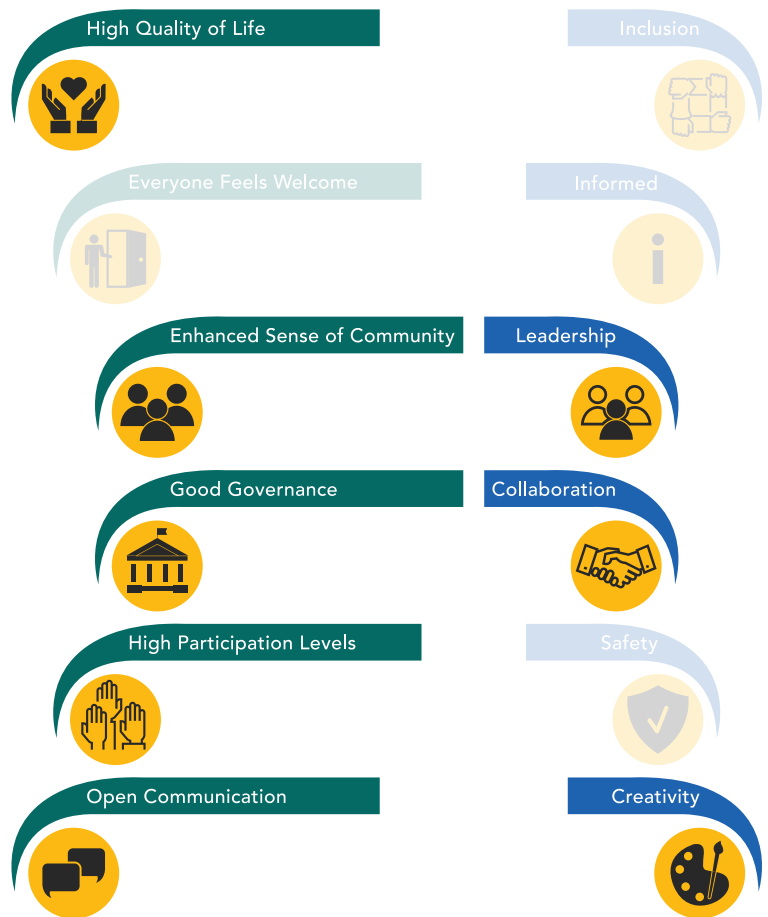 High Quality of Life
Inclusion
Everyone Feels Welcome
Informed
Enhanced Sense of Community
Leadership
Good Governance
Collaboration
High Participation Levels
Safety
Open Communication
Creativity